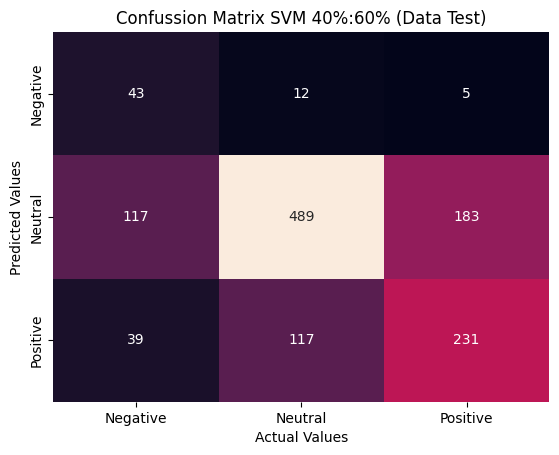 Confussion Matrix SVM 40%:60% (Data Test)
Predicted Values
Negative
43 12 5
Neutral
117 489 183
Positive
39 117 231
Negative Neutral Positive
Actual Values